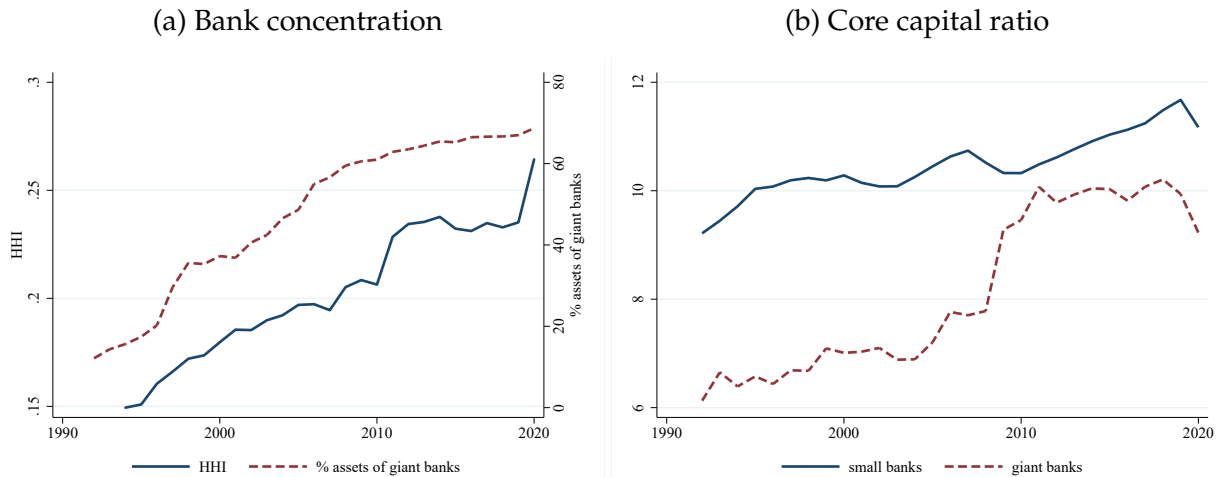 (a) Bank concentration
.3
.25
.2
.15
HHI
80
60
40
20
0
% assets of giant banks
1990
2000
2010
2020
HHI
% assets of giant banks
(b) Core capital ratio
12
10
8
6
1990
2000
2010
2020
small banks
giant banks